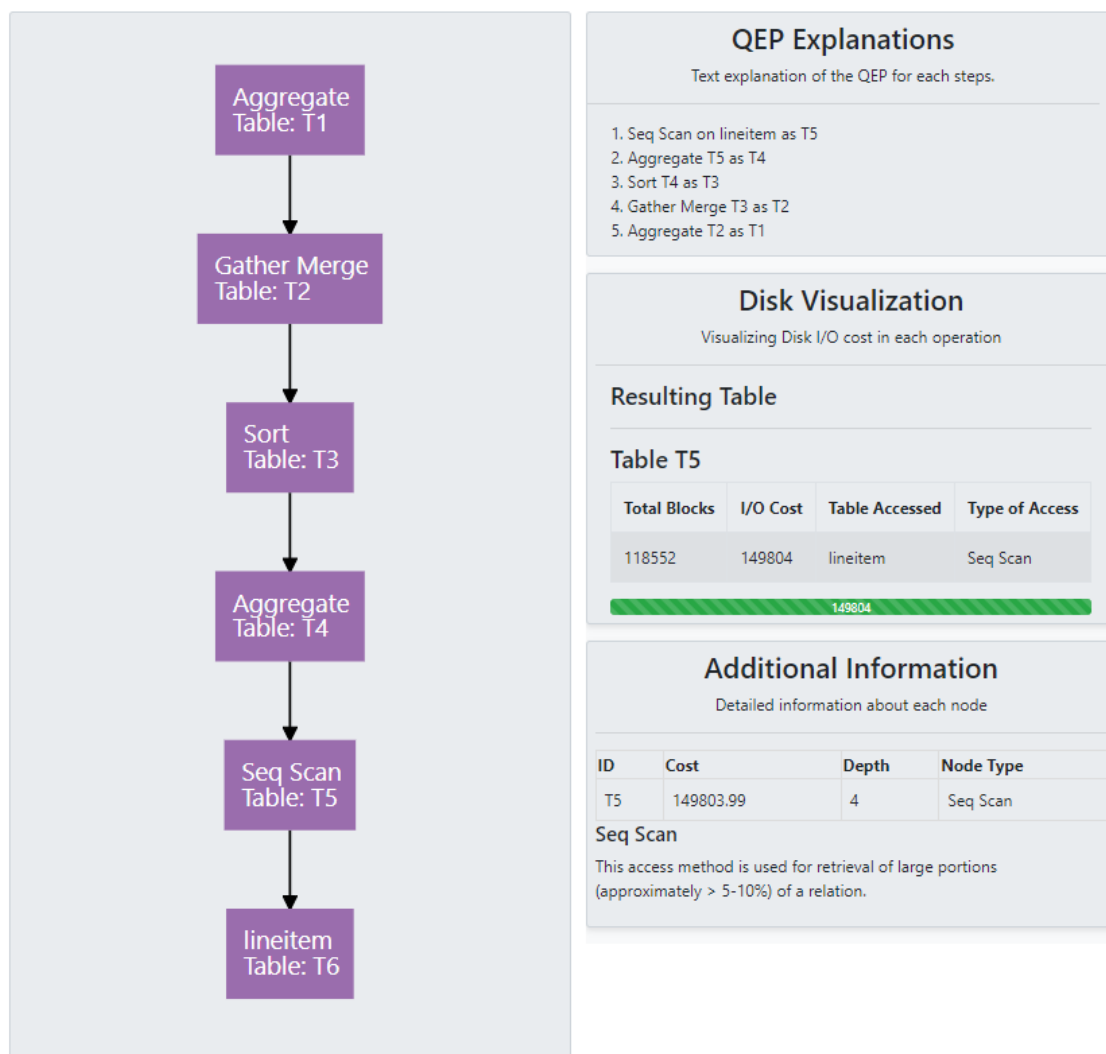 Aggregate
Table: T1
Gather Merge
Table: T2
Sort
Table: T3
Aggregate
Table: T4
Seq Scan
Table: T5
lineitem
Table: T6
QEP Explanations
Text explanation of the QEP for each steps.
1. Seq Scan on lineitem as T5
2. Aggregate T5 as T4
3. Sort T4 as T3
4. Gather Merge T3 as T2
5. Aggregate T2 as T1
Disk Visualization
Visualizing Disk I/O cost in each operation
Resulting Table
Table T5
Total Blocks I/O Cost Table Accessed Type of Access
118552 149804 lineitem Seq Scan
149804
Additional Information
Detailed information about each node
ID Cost Depth Node Type
T5 149803.99 4 Seq Scan
Seq Scan
This access method is used for retrieval of large portions
(approximately > 5-10%) of a relation.